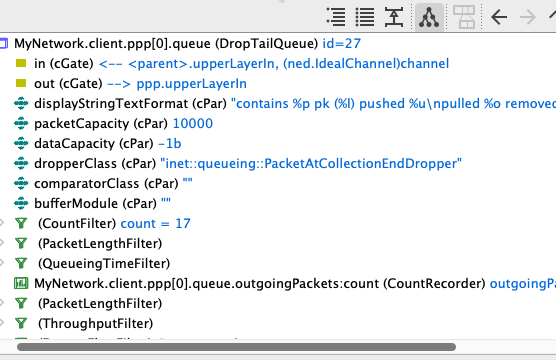 MyNetwork.client.ppp[0].queue (DropTailQueue) id=27
in (cGate) <-- <parent>.upperLayerIn, (ned.IdealChannel)channel
out (cGate) --> ppp.upperLayerIn
displayStringTextFormat (cPar) "contains %p pk (%l) pushed %u\npulled %o removed
packetCapacity (cPar) 10000
dataCapacity (cPar) -1b
dropperClass (cPar) "inet::queueing::PacketAtCollectionEndDropper"
comparatorClass (cPar) ""
bufferModule (cPar) ""
(CountFilter) count = 17
(PacketLengthFilter)
(QueueingTimeFilter)
MyNetwork.client.ppp[0].queue.outgoingPackets:count (CountRecorder) outgoingPa
(PacketLengthFilter)
(ThroughputFilter)